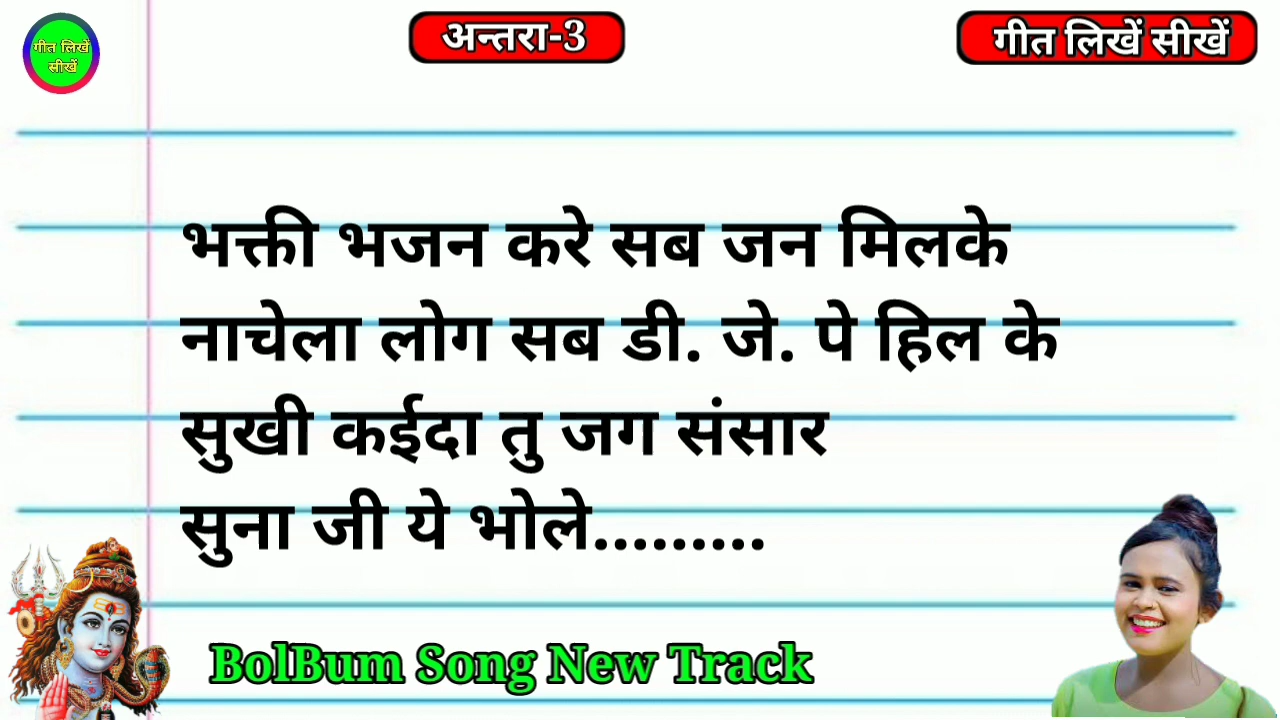 गीत लिखें
सीखें
अन्तरा-3
गीत लिखें सीखें
भक्ती भजन करे सब जन मिलके
नाचेला लोग सब डी. जे. पे हिल के
सुखी कईदा तु जग संसार
सुना जी ये भोले.........
BolBum Song New Track